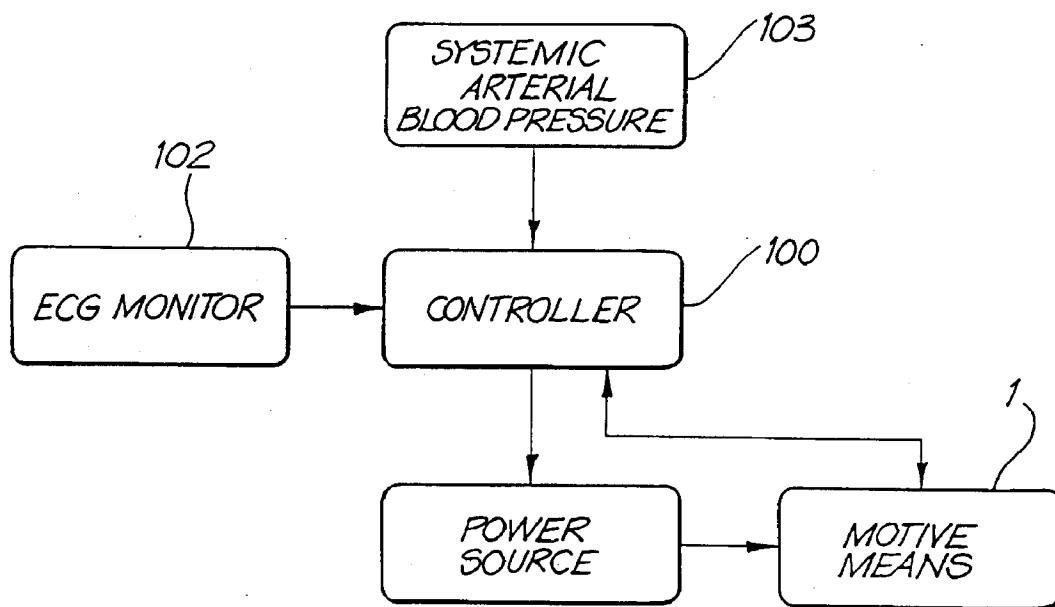 103
SYSTEMIC
ARTERIAL
BLOOD PRESSURE
102
100
ECG MONITOR
CONTROLLER
1
POWER
SOURCE
MOTIVE
MEANS